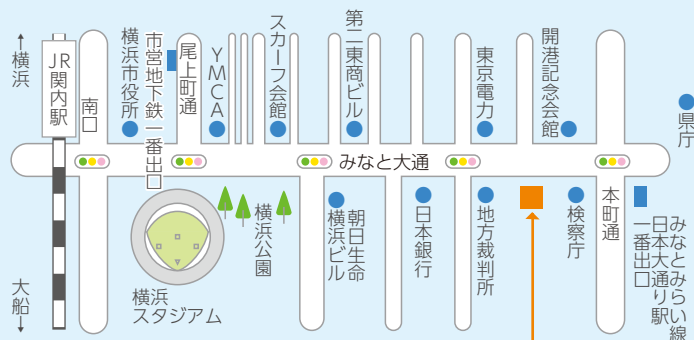 ←横浜
JR関内駅
大船→
南口
横浜市役所
市営地下鉄一番出口
尾上町通
YMCA
スカーフ会館
第二東商ビル
東京電力
開港記念会館
県庁
みなと大通
横浜
スタジアム
横浜公園
朝日生命
横浜ビル
日本銀行
地方裁判所
検察庁
本町通
みなとみらい線
日本大通り駅
一番出口